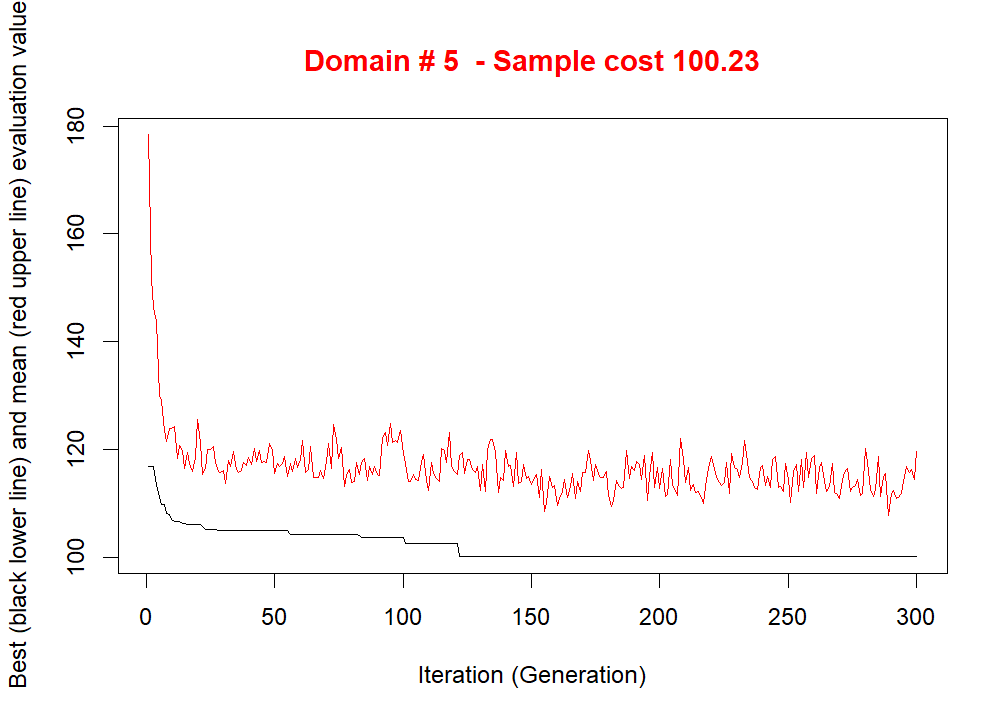 Domain # 5  - Sample cost 100.23
Best (black lower line) and mean (red upper line) evaluation value
180
160
140
120
100
0 50 100 150 200 250 300
Iteration (Generation)